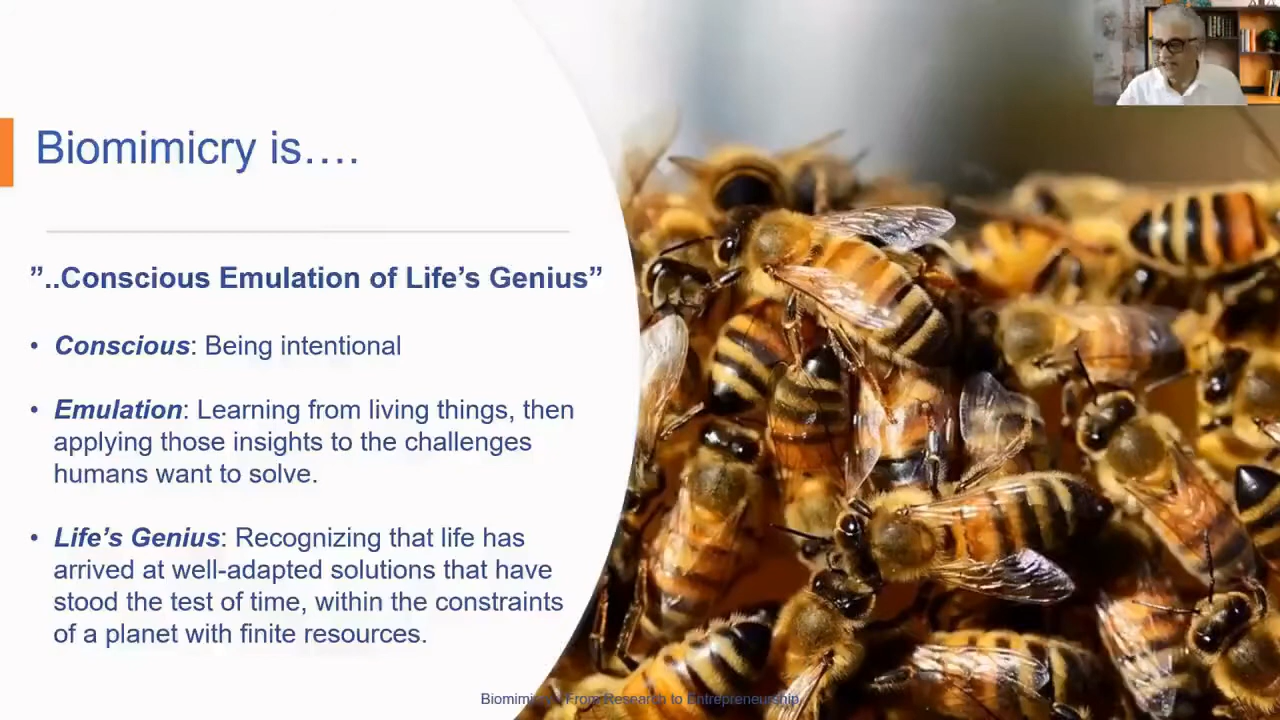 Biomimicry is….
”..Conscious Emulation of Life’s Genius”
• Conscious: Being intentional
• Emulation: Learning from living things, then
applying those insights to the challenges
humans want to solve.
• Life’s Genius: Recognizing that life has
arrived at well-adapted solutions that have
stood the test of time, within the constraints
of a planet with finite resources.
From Research to Entrepreneurship